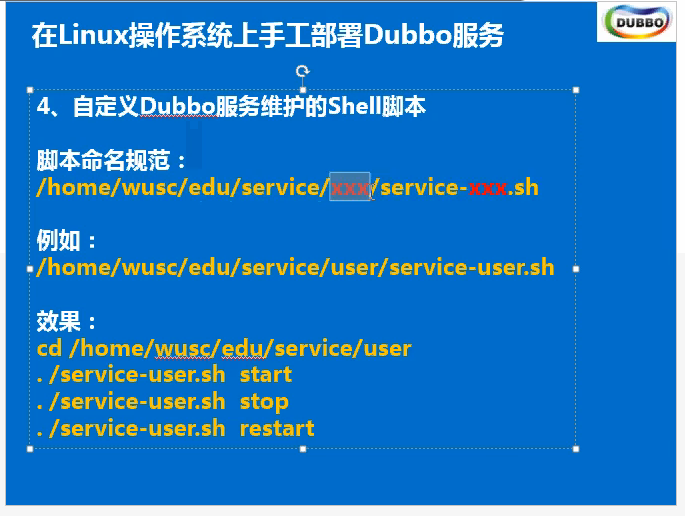 在Linux操作系统上手工部署Dubbo服务
DUBBO
4、自定义Dubbo服务维护的Shell脚本
脚本命名规范：
/home/wusc/edu/service/xxx/service-xxx.sh
例如：
/home/wusc/edu/service/user/service-user.sh
效果：
cd /home/wusc/edu/service/user
. /service-user.sh  start
. /service-user.sh  stop
. /service-user.sh  restart